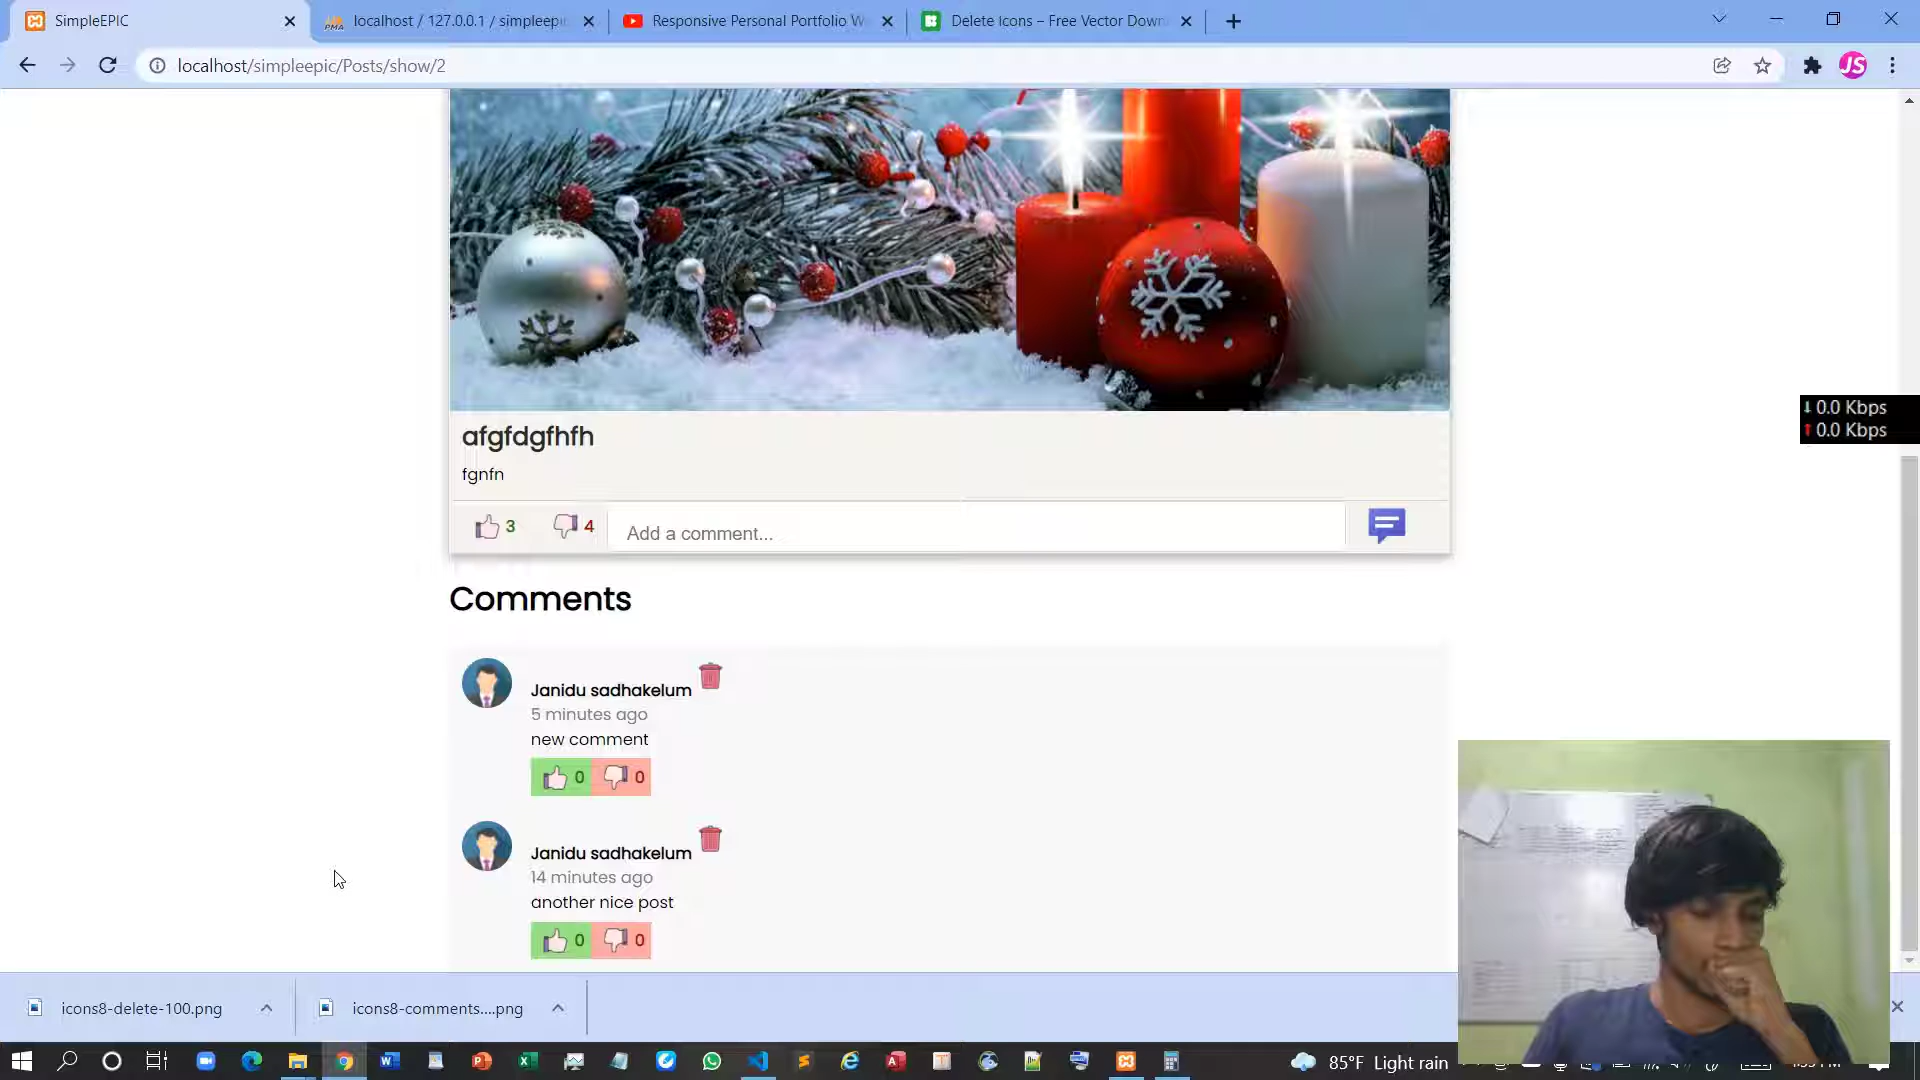 SimpleEPIC
localhost / 127.0.0.1 / simpleepi
Responsive Personal Portfolio W
Delete Icons – Free Vector Down
localhost/simpleepic/Posts/show/2
JS
↓ 0.0 Kbps
↑ 0.0 Kbps
afgfdgfhfh
fgnfn
3
4
Add a comment...
Comments
Janidu sadhakelum
5 minutes ago
new comment
0
0
Janidu sadhakelum
14 minutes ago
another nice post
0
0
icons8-delete-100.png
icons8-comments....png
85°F Light rain